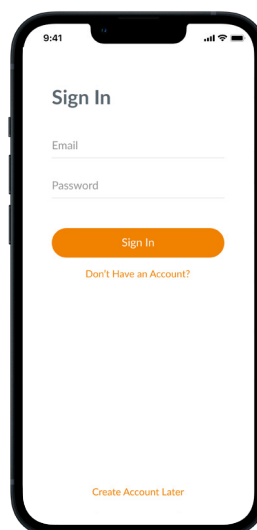 9:41
Sign In
Email
Password
Sign In
Don't Have an Account?
Create Account Later